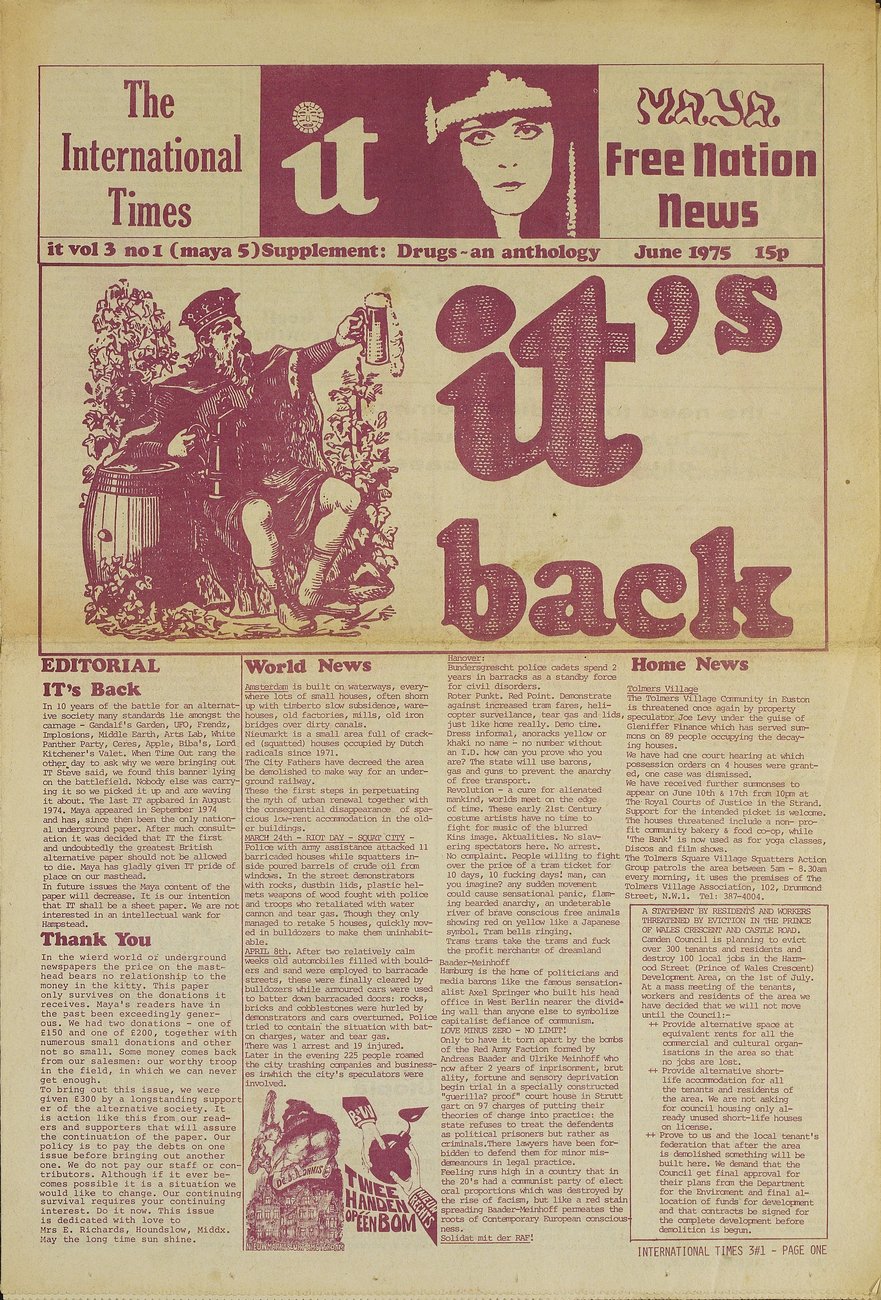 The
International
Times
it
MAYA
Free Nation
News
it vol 3 no 1 (maya 5) Supplement: Drugs-an anthology June 1975 15p
it's
back
EDITORIAL
IT's Back
In 10 years of the battle for an alternat-
ive society many standards lie amongst the
carnage - Gandalf's Garden, UFO, Frendz,
Implosions, Middle Earth, Arts Lab, White
Panther Party, Ceres, Apple, Biba's, Lord
Kitchener's Valet. When Time Out rang the
other day to ask why we were bringing out
IT Steve said, we found this banner lying
on the battlefield. Nobody else was carry-
ing it so we picked it up and are waving
it about. The last IT appbared in August
1974. Maya appeared in September 1974
and has, since then been the only nation-
al underground paper. After much consult-
ation it was decided that IT the first
and undoubtedly the greatest British
alternative paper should not be allowed
to die. Maya has gladly given IT pride of
place on our masthead.
In future issues the Maya content of the
paper will decrease. It is our intention
that IT shall be a sheet paper. We are not
interested in an intellectual wank for
Hampstead.
Thank You
In the wierd world of underground
newspapers the price on the mast-
head bears no relationship to the
money in the kitty. This paper
only survives on the donations it
receives. Maya's readers have in
the past been exceedingly gener-
ous. We had two donations - one of
£150 and one of £200, together with
numerous small donations and other
not so small. Some money comes back
from our salesmen: our worthy troop
in the field, in which we can never
get enough.
To bring out this issue, we were
given £300 by a longstanding support
er of the alternative society. It
is action like this from our read-
ers and supporters that will assure
the continuation of the paper. Our
policy is to pay the debts on one
issue before bringing out another
one. We do not pay our staff or con-
tributors. Although if it ever be-
comes possible it is a situation we
would like to change. Our continuing
survival requires your continuing
interest. Do it now. This issue
is dedicated with love to
Mrs E. Richards, Houndslow, Middx.
May the long time sun shine.
World News
Amsterdam is built on waterways, every-
where lots of small houses, often shorn
up with timberto slow subsidence, ware-
houses, old factories, mills, old iron
bridges over dirty canals.
Nieumarkt is a small area full of crack-
ed (squatted) houses occupied by Dutch
radicals since 1971.
The City Fathers have decreed the area
be demolished to make way for an under-
ground railway.
These the first steps in perpetuating
the myth of urban renewal together with
the consequential disappearance of spa-
cious low-rent accommodation in the old-
er buildings.
MARCH 24th - RIOT DAY - SQUAT CITY -
Police with army assistance attacked 11
barricaded houses while squatters in-
side poured barrels of crude oil from
windows. In the street demonstrators
with rocks, dustbin lids, plastic hel-
mets weapons of wood fought with police
and troops who retaliated with water
cannon and tear gas. Though they only
managed to retake 5 houses, quickly mov-
ed in bulldozers to make them uninhabit-
able.
APRIL 8th. After two relatively calm
weeks old automobiles filled with bould-
ers and sand were employed to barracade
streets, these were finally cleared by
bulldozers while armoured cars were used
to batter down barracaded doors: rocks,
bricks and cobblestones were hurled by
demonstrators and cars overturned. Police
tried to contain the situation with bat-
on charges, water and tear gas.
There was 1 arrest and 19 injured.
Later in the evening 225 people roamed
the city trashing companies and business-
es inwhich the city's speculators were
involved.
TWEE
HANDEN
OP ÉÉN BOM
Hanover:
Bundersgrescht police cadets spend 2
years in barracks as a standby force
for civil disorders.
Roter Punkt. Red Point. Demonstrate
against increased tram fares, heli-
copter surveillance, tear gas and lids,
just like home really. Demo time.
Dress informal, anoracks yellow or
khaki no name - no number without
an I.D. how can you prove who you
are? The state will use barons,
gas and guns to prevent the anarchy
of free transport.
Revolution - a cure for alienated
mankind, worlds meet on the edge
of time. These early 21st Century
costume artists have no time to
fight for music of the blurred
Kins image. Aktualities. No slav-
ering spectators here. No arrest.
No complaint. People willing to fight
over the price of a tram ticket for
10 days, 10 fucking days! man, can
you imagine? any sudden movement
could cause sensational panic, flam-
ing bearded anarchy, an undeterable
river of brave conscious free animals
showing red on yellow like a Japanese
symbol. Tram bells ringing.
Trams trams take the trams and fuck
the profit merchants of dreamland
Baader-Meinhoff
Hamburg is the home of politicians and
media barons like the famous sensation-
alist Axel Springer who built his head
office in West Berlin nearer the divid-
ing wall than anyone else to symbolize
capitalist defiance of communism.
LOVE MINUS ZERO - NO LIMIT!
Only to have it torn apart by the bombs
of the Red Army Faction formed by
Andreas Baader and Ulrike Meinhoff who
now after 2 years of inprisonment, brut
ality, fortune and sensory deprivation
begin trial in a specially constructed
"guerilla? proof" court house in Strutt
gart on 97 charges of putting their
theories of change into practice: the
state refuses to treat the defendents
as political prisoners but rather as
criminals.There lawyers have been for-
bidden to defend them for minor mis-
demeanours in legal practice.
Feeling runs high in a country that in
the 20's had a communist party of elect
oral proportions which was destroyed by
the rise of facism, but like a red stain
spreading Baader-Meinhoff permeates the
roots of Contemporary European conscious-
ness.
Solidat mit der RAF!
Home News
Tolmers Village
The Tolmers Village Community in Euston
is threatened once again by property
speculator Joe Levy under the guise of
Gleniffer Finance which has served sum-
mons on 89 people occupying the decay-
ing houses.
We have had one court hearing at which
possession orders on 4 houses were grant-
ed, one case was dismissed.
We have received further summonses to
appear on June 10th & 17th from 10pm at
The Royal Courts of Justice in the Strand.
Support for the intended picket is welcome.
The houses threatened include a non- pro-
fit community bakery & food co-op, while
'The Bank' is now used as for yoga classes,
Discos and film shows.
The Tolmers Square Squatters Action
Group patrols the area between 5am - 8.30am
every morning, it uses the premises of The
Tolmers Village Association, 102, Drummond
Street, N.W.1. Tel: 387-4004.
A STATEMENT BY RESIDENTS AND WORKERS
THREATENED BY EVICTION IN THE PRINCE
OF WALES CRESCENT AND CASTLE ROAD.
Camden Council is planning to evict
over 300 tenants and residents and
destroy 100 local jobs in the Harm-
ood Street (Prince of Wales Crescent)
Development Area, on the 1st of July.
At a mass meeting of the tenants,
workers and residents of the area we
have decided that we will not move
until the Council:-
++ Provide alternative space at
equivalent rents for all the
commercial and cultural organ-
isations in the area so that
no jobs are lost.
++ Provide alternative short-
life accommodation for all
the tenants and residents of
the area. We are not asking
for council housing only al-
ready unused short-life houses
on license.
++ Prove to us and the local tenant's
federation that after the area
is demolished something will be
built here. We demand that the
Council get final approval for
their plans from the Department
for the Enviroment and final al-
location of funds for development
and that contracts be signed for
the complete development before
demolition is begun.
INTERNATIONAL TIMES 3#1 - PAGE ONE